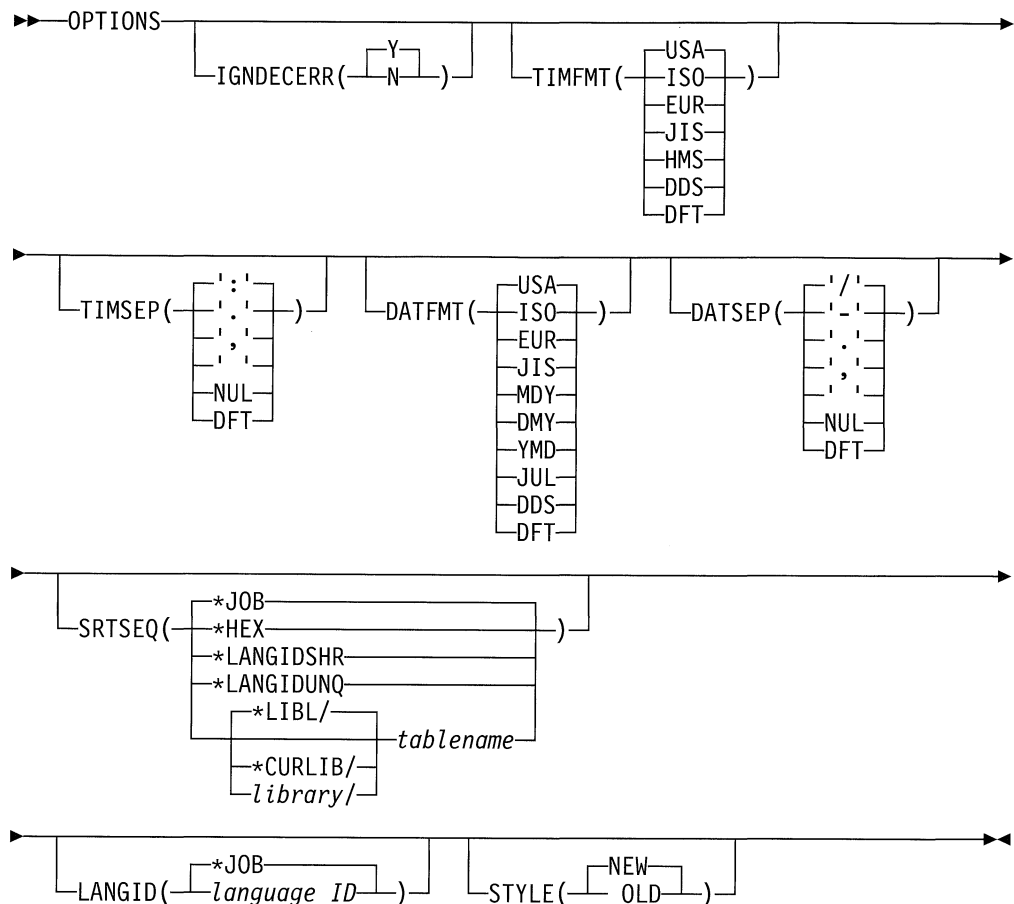 OPTIONS
IGNDECERR( Y )
N
TIMFMT( USA )
ISO
EUR
JIS
HMS
DDS
DFT
TIMSEP( ':' )
'.'
','
' '
NUL
DFT
DATFMT( USA )
ISO
EUR
JIS
MDY
DMY
YMD
JUL
DDS
DFT
DATSEP( '/' )
'-'
'.'
','
' '
NUL
DFT
SRTSEQ( *JOB )
*HEX
*LANGIDSHR
*LANGIDUNQ
*LIBL/
tablename
*CURLIB/
library/
LANGID( *JOB )
language ID
STYLE( NEW )
OLD